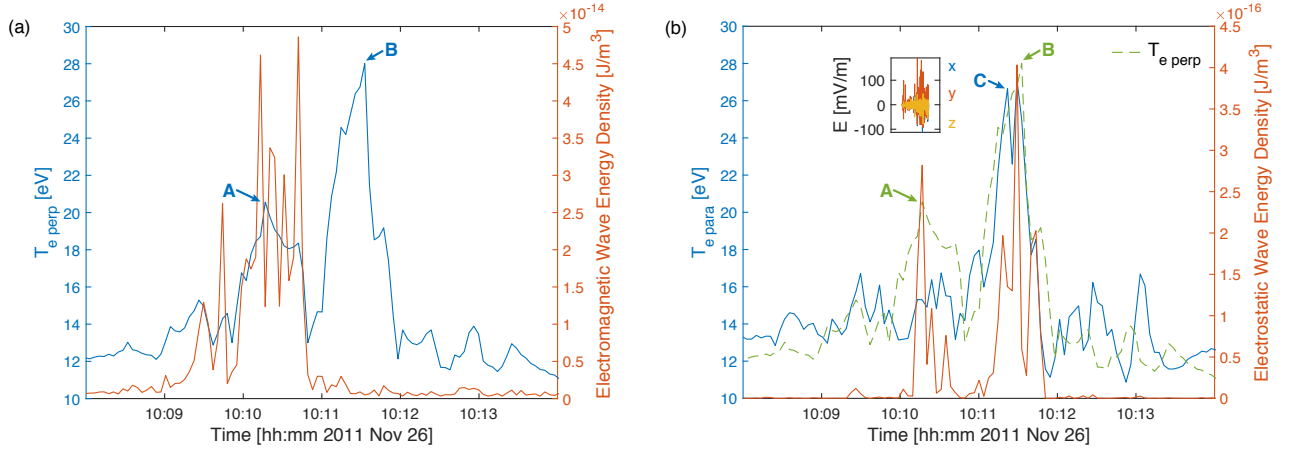 (a)
×10⁻¹⁴
30
28
26
24
22
20
18
16
14
12
10
T_e perp [eV]
5
4.5
4
3.5
3
2.5
2
1.5
1
0.5
0
Electromagnetic Wave Energy Density [J/m³]
A
B
10:09 10:10 10:11 10:12 10:13
Time [hh:mm 2011 Nov 26]
(b)
×10⁻¹⁶
30
28
26
24
22
20
18
16
14
12
10
T_e para [eV]
5
4.5
4
3.5
3
2.5
2
1.5
1
0.5
0
Electrostatic Wave Energy Density [J/m³]
T_e perp
E [mV/m]
100
0
-100
x
y
z
A
C
B
10:09 10:10 10:11 10:12 10:13
Time [hh:mm 2011 Nov 26]